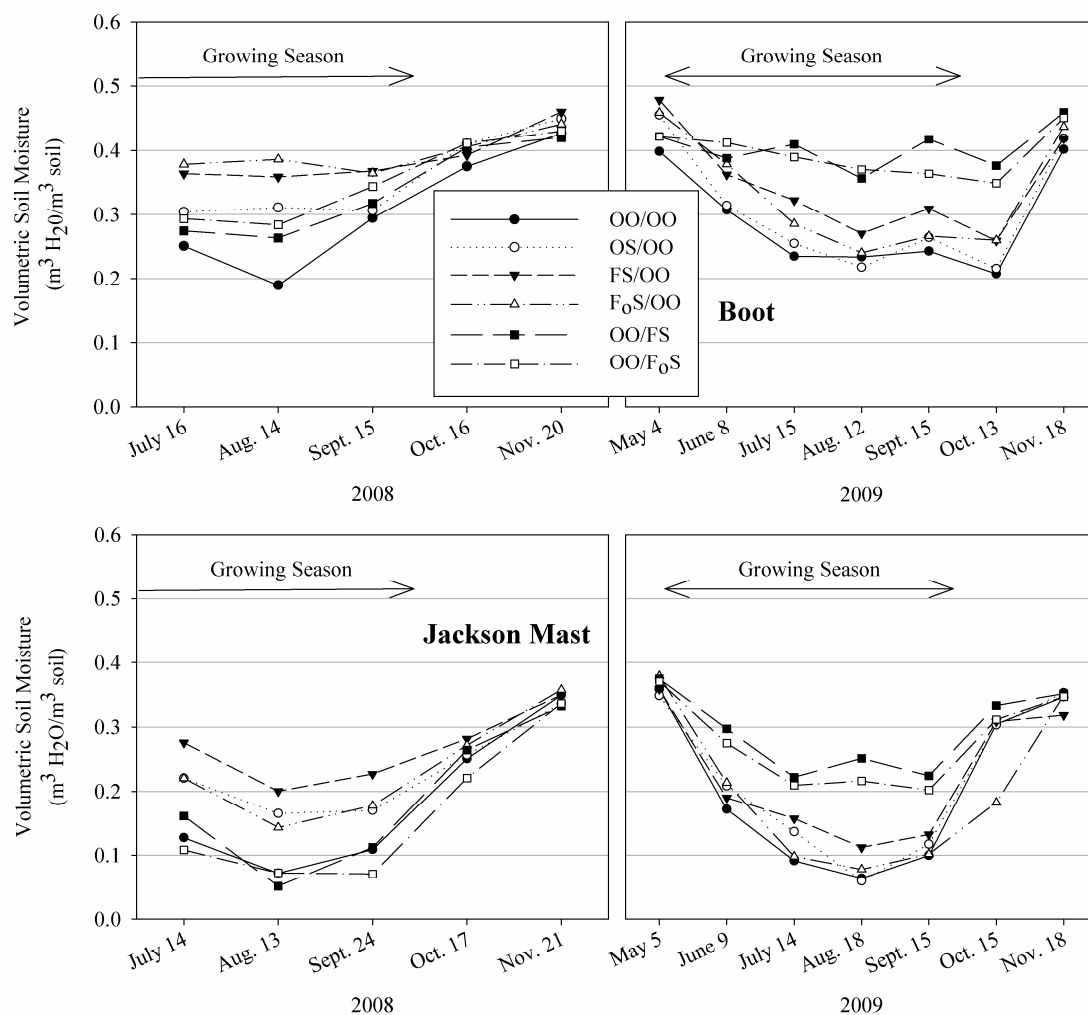 0.6
0.5
0.4
0.3
0.2
0.1
0.0
Volumetric Soil Moisture
(m³ H₂0/m³ soil)
Growing Season
Growing Season
OO/OO
OS/OO
FS/OO
FₒS/OO
OO/FS
OO/FₒS
Boot
July 16
Aug. 14
Sept. 15
Oct. 16
Nov. 20
May 4
June 8
July 15
Aug. 12
Sept. 15
Oct. 13
Nov. 18
2008
2009
0.6
0.5
0.4
0.3
0.2
0.1
0.0
Volumetric Soil Moisture
(m³ H₂O/m³ soil)
Growing Season
Growing Season
Jackson Mast
July 14
Aug. 13
Sept. 24
Oct. 17
Nov. 21
May 5
June 9
July 14
Aug. 18
Sept. 15
Oct. 15
Nov. 18
2008
2009